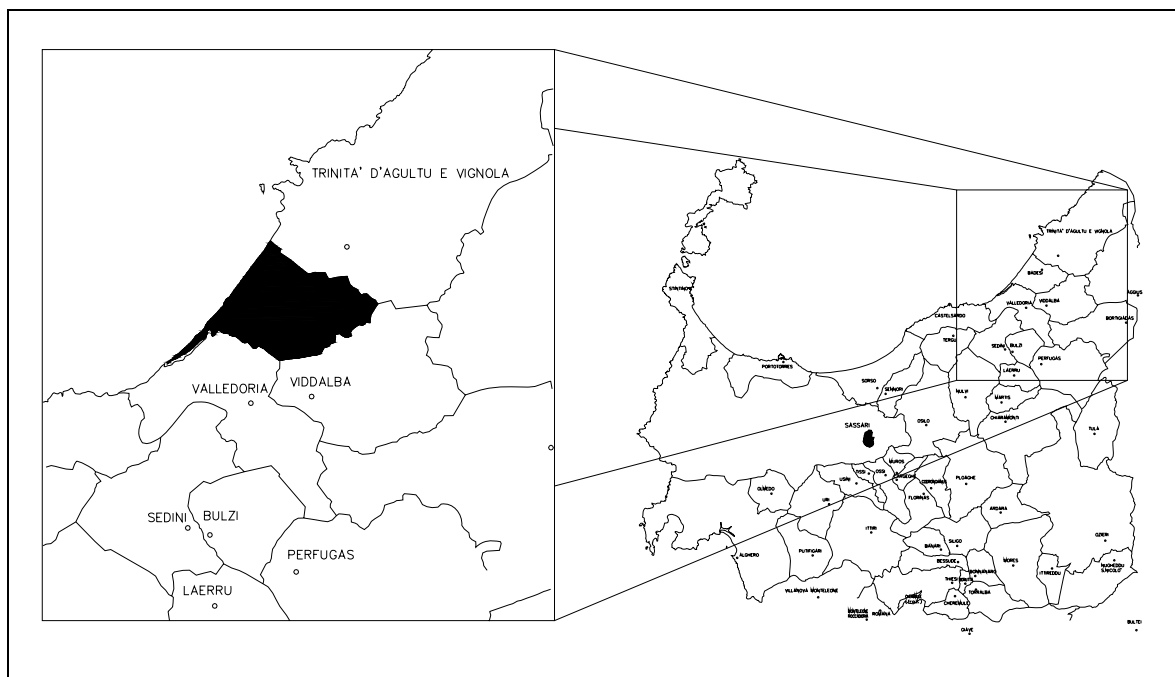 TRINITA' D'AGULTU E VIGNOLA
VALLEDORIA
VIDDALBA
SEDINI
BULZI
PERFUGAS
LAERRU
TRINITA' D'AGULTU E VIGNOLA
BADESI
STINTINO
AGGIUS
VALLEDORIA
VIDDALBA
CASTELSARDO
BORTIGIADAS
TERGU
SEDINI
BULZI
PERFUGAS
PORTOTORRES
LAERRU
SORSO
SENNORI
NULVI
MARTIS
CHIARAMONTI
OSILO
SASSARI
TULA
MUROS
TISSI
OSSI
USINI
PLOAGHE
OLMEDO
FLORINAS
URI
ARDARA
ITTIRI
OZIERI
SILIGO
BANARI
ALGHERO
PUTIFIGARI
BESSUDE
MORES
ITTIREDDU
NUGHEDDU
S.NICOLO'
BONNANARO
THIESI
TORRALBA
CHEREMULE
VILLANOVA MONTELEONE
ROMANA
GIAVE
BULTEI